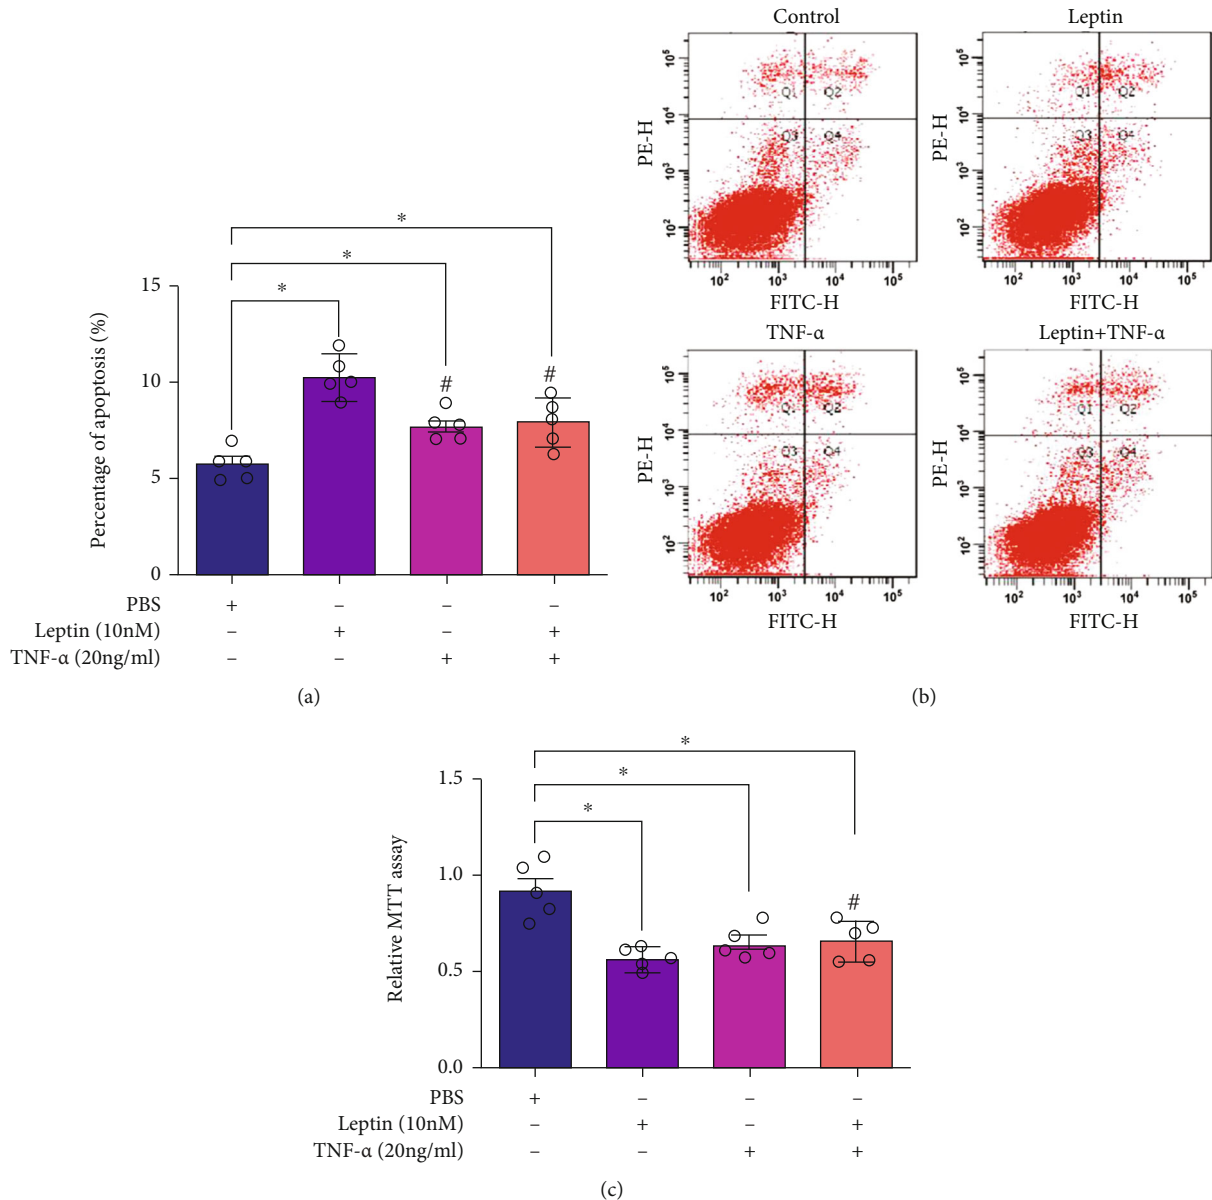 *
*
*
#
#
15
10
5
0
Percentage of apoptosis (%)
PBS + – – –
Leptin (10nM) – + – +
TNF-α (20ng/ml) – – + +
(a)
Control
Leptin
10⁵
10⁴
10³
10²
PE-H
Q1 Q2
Q3 Q4
10² 10³ 10⁴ 10⁵
FITC-H
10⁵
10⁴
10³
10²
PE-H
Q1 Q2
Q3 Q4
10² 10³ 10⁴ 10⁵
FITC-H
TNF-α
Leptin+TNF-α
10⁵
10⁴
10³
10²
PE-H
Q1 Q2
Q3 Q4
10² 10³ 10⁴ 10⁵
FITC-H
10⁵
10⁴
10³
10²
PE-H
Q1 Q2
Q3 Q4
10² 10³ 10⁴ 10⁵
FITC-H
(b)
*
*
*
#
1.5
1.0
0.5
0.0
Relative MTT assay
PBS + – – –
Leptin (10nM) – + – +
TNF-α (20ng/ml) – – + +
(c)